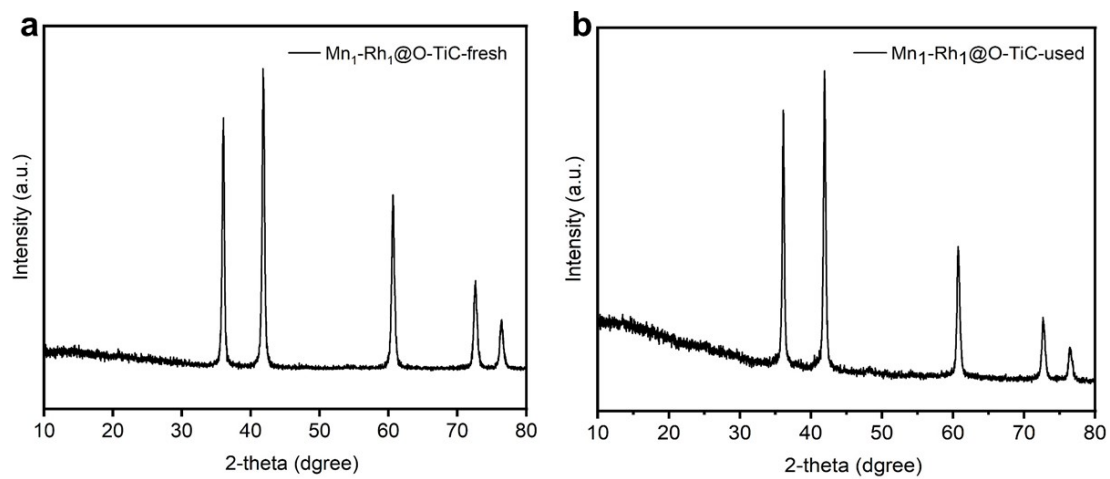 a
Mn₁-Rh₁@O-TiC-fresh
Intensity (a.u.)
10 20 30 40 50 60 70 80
2-theta (dgree)
b
Mn1-Rh1@O-TiC-used
Intensity (a.u.)
10 20 30 40 50 60 70 80
2-theta (dgree)